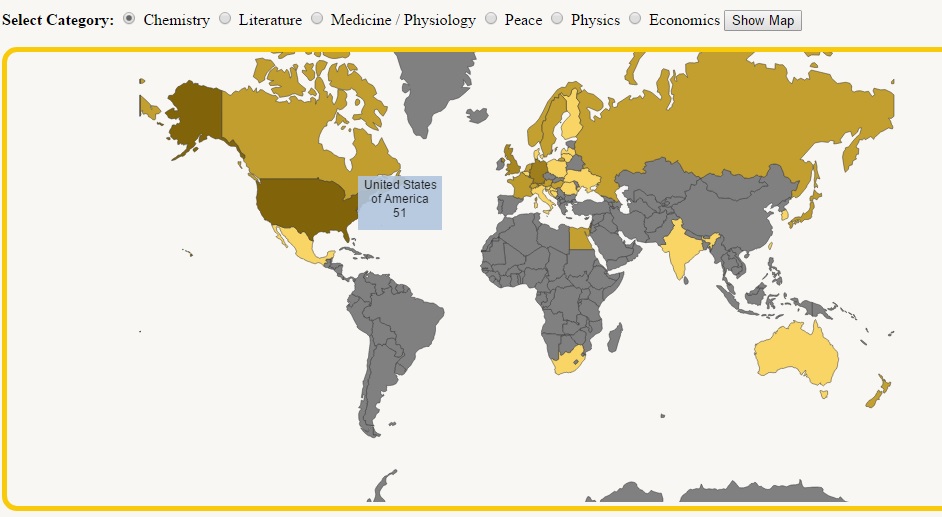 Select Category: Chemistry Literature Medicine / Physiology Peace Physics Economics Show Map
United States
of America
51